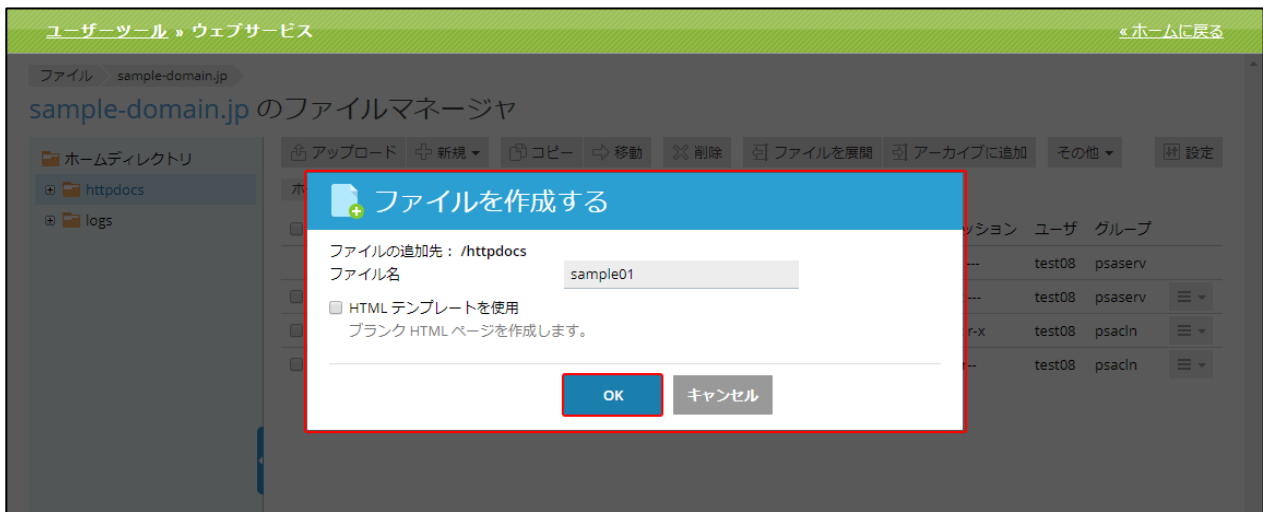 ユーザーツール » ウェブサービス
«ホームに戻る
ファイル sample-domain.jp
sample-domain.jp のファイルマネージャ
ホームディレクトリ
アップロード 新規 コピー 移動 削除 ファイルを展開 アーカイブに追加 その他 設定
httpdocs
logs
ファイルを作成する
ファイルの追加先： /httpdocs
ファイル名 sample01
HTML テンプレートを使用
ブランク HTML ページを作成します。
OK キャンセル
ッション ユーザ グループ
--- test08 psaserv
--- test08 psaserv
r-x test08 psacln
-- test08 psacln